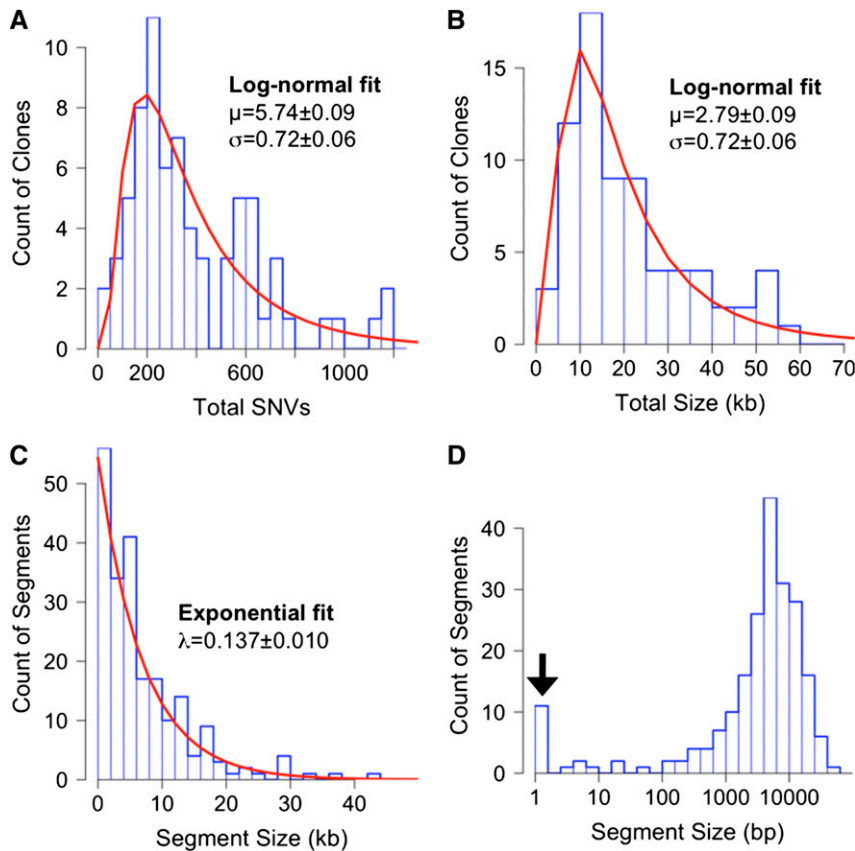 A
10
8
6
4
2
0
Count of Clones
Log-normal fit
μ=5.74±0.09
σ=0.72±0.06
0 200 600 1000
Total SNVs
B
15
10
5
0
Count of Clones
Log-normal fit
μ=2.79±0.09
σ=0.72±0.06
0 10 20 30 40 50 60 70
Total Size (kb)
C
50
40
30
20
10
0
Count of Segments
Exponential fit
λ=0.137±0.010
0 10 20 30 40
Segment Size (kb)
D
40
30
20
10
0
Count of Segments
1 10 100 1000 10000
Segment Size (bp)